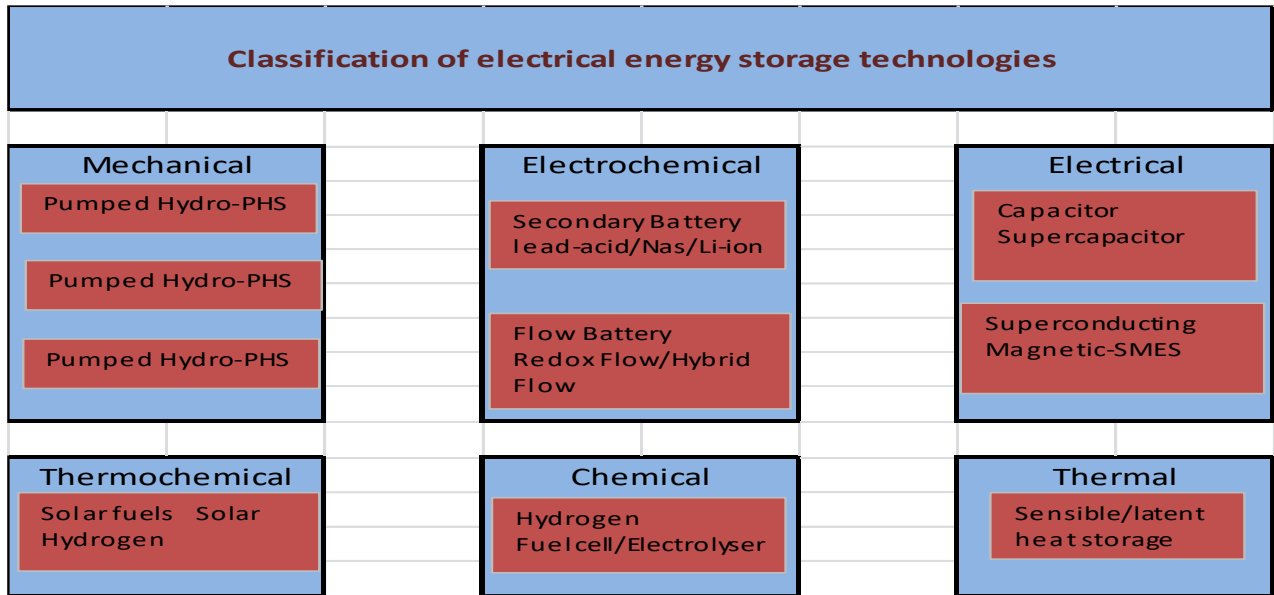 Classification of electrical energy storage technologies
Mechanical
Pumped Hydro-PHS
Pumped Hydro-PHS
Pumped Hydro-PHS
Electrochemical
Secondary Battery
lead-acid/Nas/Li-ion
Flow Battery
Redox Flow/Hybrid
Flow
Electrical
Capacitor
Supercapacitor
Superconducting
Magnetic-SMES
Thermochemical
Solar fuels Solar
Hydrogen
Chemical
Hydrogen
Fuel cell/Electrolyser
Thermal
Sensible/latent
heat storage